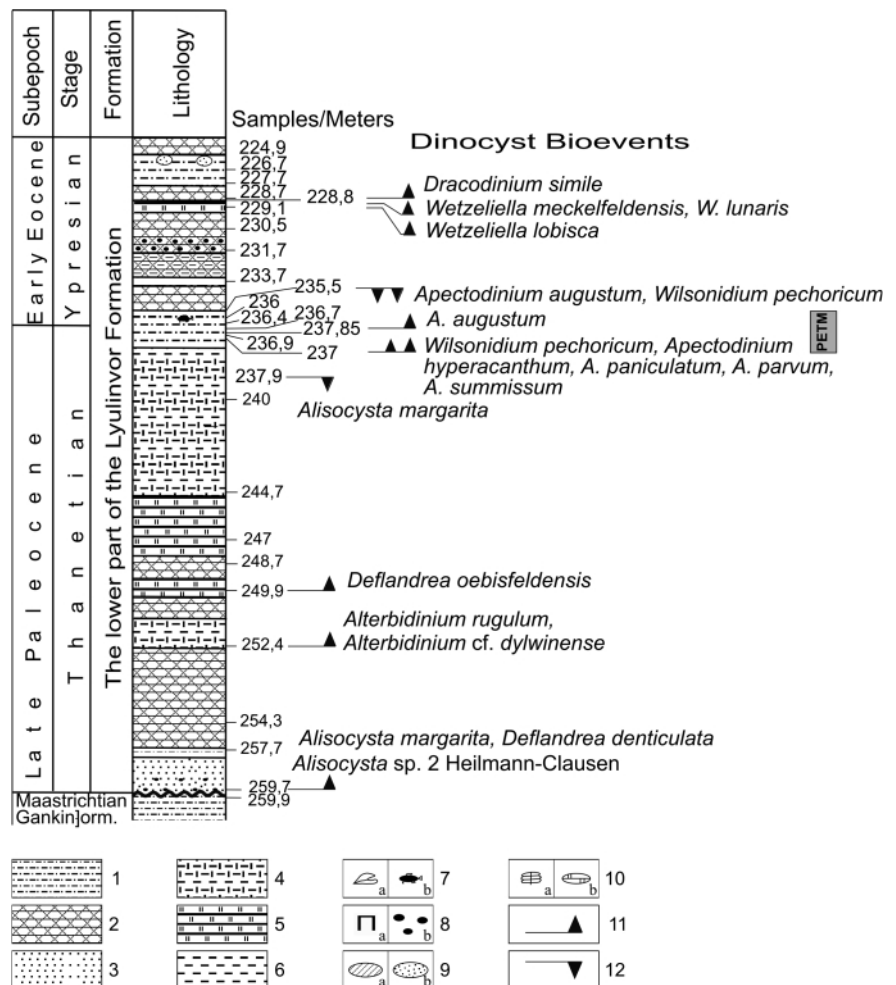 Subepoch
Stage
Formation
Lithology
Samples/Meters
Dinocyst Bioevents
Early Eocene
Ypresian
Late Paleocene
Thanetian
The lower part of the Lyulinvor Formation
Maastrichtian
Gankin]orm.
224,9
226,7
227,7
228,7
228,8
229,1
230,5
231,7
233,7
235,5
236
236,7
236,4
237,85
236,9
237
237,9
240
244,7
247
248,7
249,9
252,4
254,3
257,7
259,7
259,9
Dracodinium simile
Wetzeliella meckelfeldensis, W. lunaris
Wetzeliella lobisca
Apectodinium augustum, Wilsonidium pechoricum
A. augustum
PETM
Wilsonidium pechoricum, Apectodinium
hyperacanthum, A. paniculatum, A. parvum,
A. summissum
Alisocysta margarita
Deflandrea oebisfeldensis
Alterbidinium rugulum,
Alterbidinium cf. dylwinense
Alisocysta margarita, Deflandrea denticulata
Alisocysta sp. 2 Heilmann-Clausen
1
4
a b 7
a b 10
2
5
a b 8
11
3
6
a b 9
12